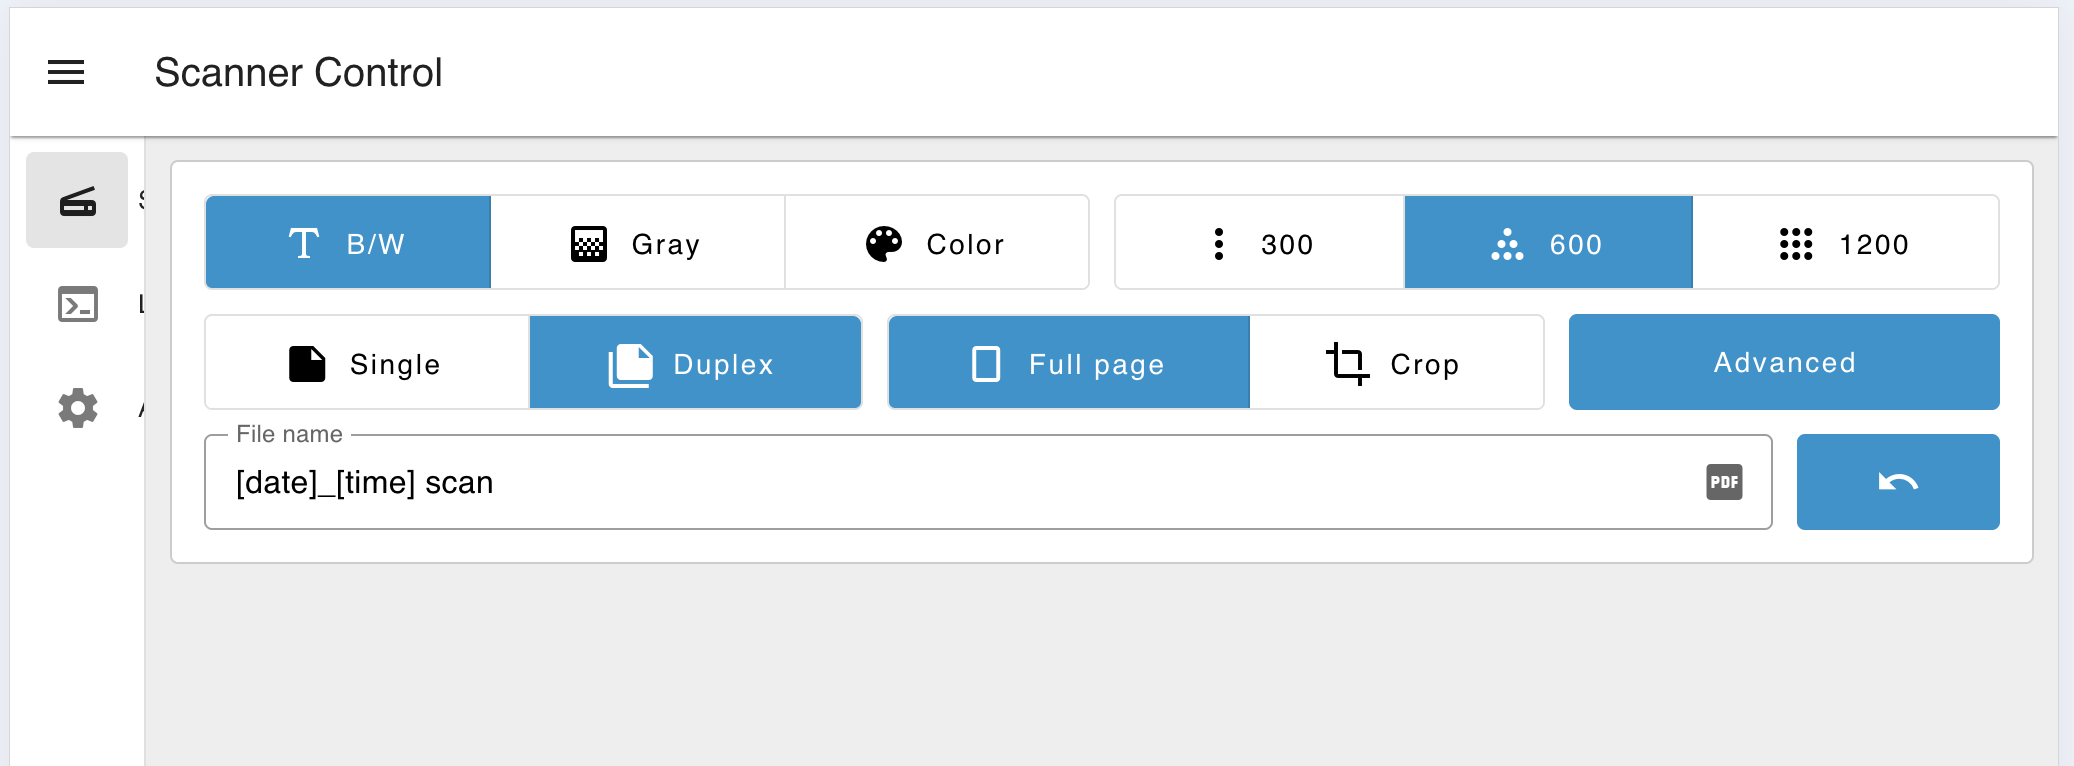 Scanner Control
B/W Gray Color 300 600 1200
Single Duplex Full page Crop Advanced
File name
[date]_[time] scan PDF